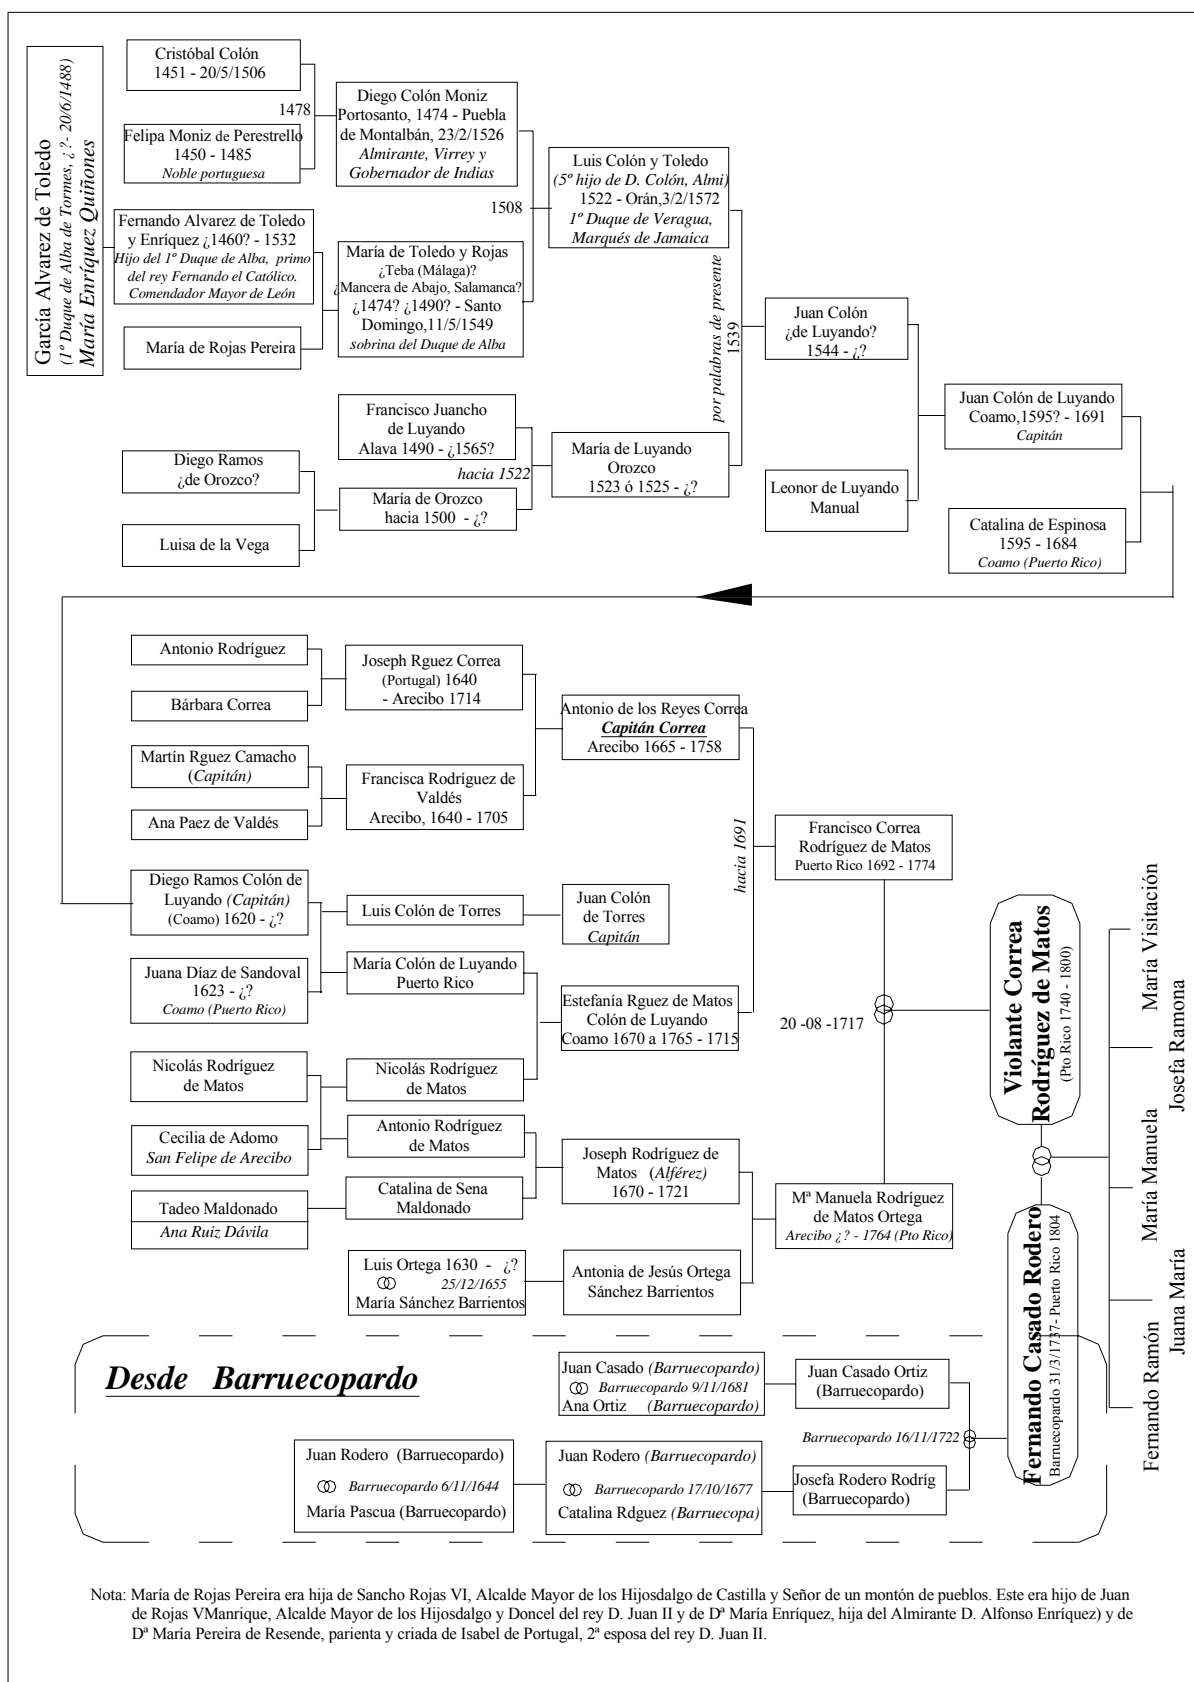 García Alvarez de Toledo
(1º Duque de Alba de Tormes, ¿?- 20/6/1488)
María Enríquez Quiñones
Cristóbal Colón
1451 - 20/5/1506
1478
Felipa Moniz de Perestrello
1450 - 1485
Noble portuguesa
Diego Colón Moniz
Portosanto, 1474 - Puebla
de Montalbán, 23/2/1526
Almirante, Virrey y
Gobernador de Indias
Fernando Alvarez de Toledo
y Enríquez ¿1460? - 1532
Hijo del 1º Duque de Alba, primo
del rey Fernando el Católico.
Comendador Mayor de León
María de Rojas Pereira
María de Toledo y Rojas
¿Teba (Málaga)?
¿Mancera de Abajo, Salamanca?
¿1474? ¿1490? - Santo
Domingo,11/5/1549
sobrina del Duque de Alba
1508
Luis Colón y Toledo
(5º hijo de D. Colón, Almi)
1522 - Orán,3/2/1572
1º Duque de Veragua,
Marqués de Jamaica
Francisco Juancho
de Luyando
Alava 1490 - ¿1565?
hacia 1522
Diego Ramos
¿de Orozco?
Luisa de la Vega
María de Orozco
hacia 1500 - ¿?
María de Luyando
Orozco
1523 ó 1525 - ¿?
por palabras de presente
1539
Juan Colón
¿de Luyando?
1544 - ¿?
Leonor de Luyando
Manual
Juan Colón de Luyando
Coamo,1595? - 1691
Capitán
Catalina de Espinosa
1595 - 1684
Coamo (Puerto Rico)
Antonio Rodríguez
Bárbara Correa
Joseph Rguez Correa
(Portugal) 1640
- Arecibo 1714
Martín Rguez Camacho
(Capitán)
Ana Paez de Valdés
Francisca Rodríguez de
Valdés
Arecibo, 1640 - 1705
Antonio de los Reyes Correa
Capitán Correa
Arecibo 1665 - 1758
hacia 1691
Francisco Correa
Rodríguez de Matos
Puerto Rico 1692 - 1774
Diego Ramos Colón de
Luyando (Capitán)
(Coamo) 1620 - ¿?
Luis Colón de Torres
Juan Colón
de Torres
Capitán
Juana Díaz de Sandoval
1623 - ¿?
Coamo (Puerto Rico)
María Colón de Luyando
Puerto Rico
Estefanía Rguez de Matos
Colón de Luyando
Coamo 1670 a 1765 - 1715
20 -08 -1717
Nicolás Rodríguez
de Matos
Nicolás Rodríguez
de Matos
Cecilia de Adomo
San Felipe de Arecibo
Antonio Rodríguez
de Matos
Tadeo Maldonado
Ana Ruiz Dávila
Catalina de Sena
Maldonado
Joseph Rodríguez de
Matos (Alférez)
1670 - 1721
Mª Manuela Rodríguez
de Matos Ortega
Arecibo ¿? - 1764 (Pto Rico)
Luis Ortega 1630 - ¿?
25/12/1655
María Sánchez Barrientos
Antonia de Jesús Ortega
Sánchez Barrientos
Violante Correa
Rodríguez de Matos
(Pto Rico 1740 - 1800)
Fernando Casado Rodero
Barruecopardo 31/3/1737- Puerto Rico 1804
María Visitación
Josefa Ramona
María Manuela
Juana María
Fernando Ramón
Desde Barruecopardo
Juan Casado (Barruecopardo)
Barruecopardo 9/11/1681
Ana Ortiz (Barruecopardo)
Juan Casado Ortiz
(Barruecopardo)
Barruecopardo 16/11/1722
Juan Rodero (Barruecopardo)
Barruecopardo 6/11/1644
María Pascua (Barruecopardo)
Juan Rodero (Barruecopardo)
Barruecopardo 17/10/1677
Catalina Rdguez (Barruecopa)
Josefa Rodero Rodríg
(Barruecopardo)
Nota: María de Rojas Pereira era hija de Sancho Rojas VI, Alcalde Mayor de los Hijosdalgo de Castilla y Señor de un montón de pueblos. Este era hijo de Juan
de Rojas VManrique, Alcalde Mayor de los Hijosdalgo y Doncel del rey D. Juan II y de Dª María Enríquez, hija del Almirante D. Alfonso Enríquez) y de
Dª María Pereira de Resende, parienta y criada de Isabel de Portugal, 2ª esposa del rey D. Juan II.